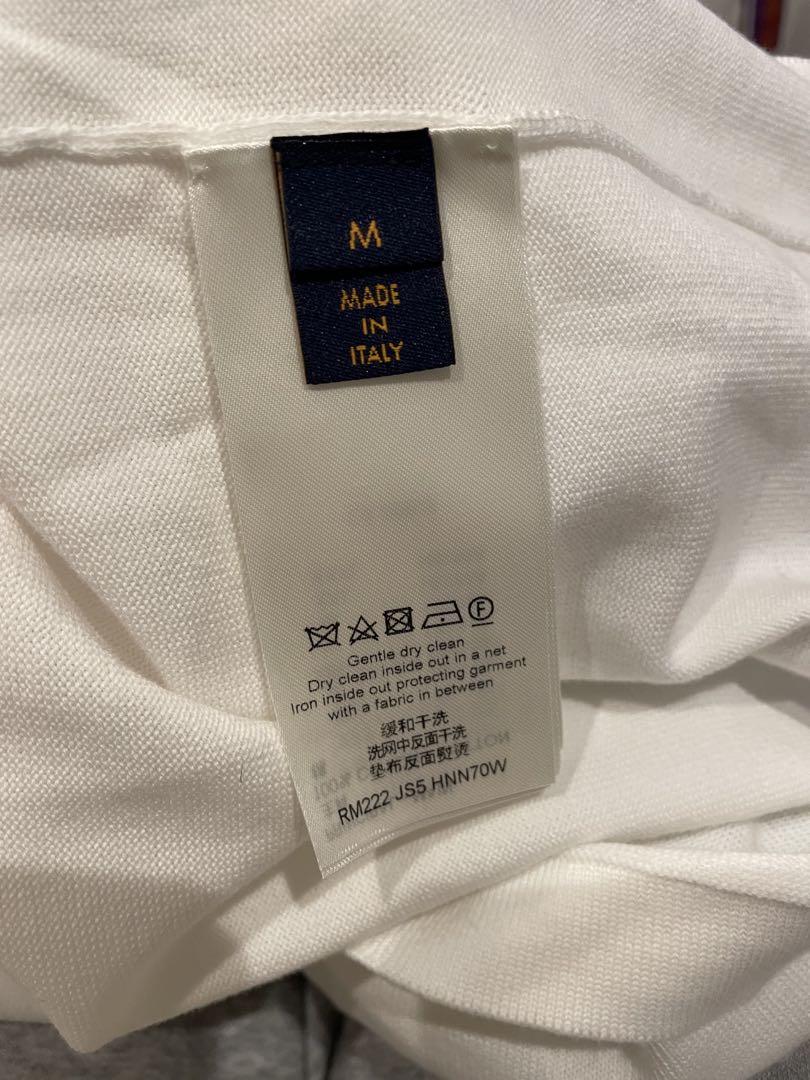 M
MADE
IN
ITALY
F
Gentle dry clean
Dry clean inside out in a net
Iron inside out protecting garment
with a fabric in between
缓和干洗
洗网中反面干洗
垫布反面熨烫
RM222 JS5 HNN70W